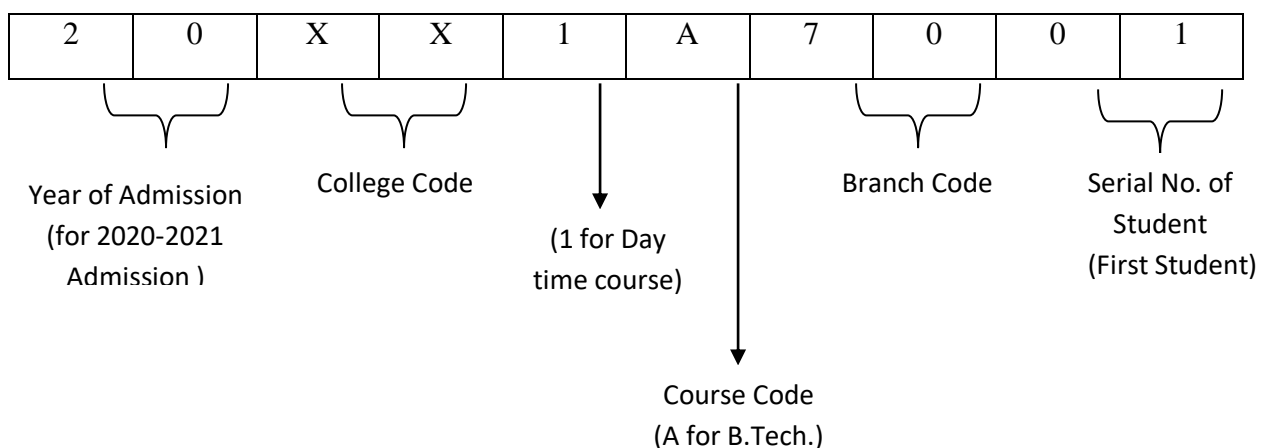 2 0 X X 1 A 7 0 0 1
Year of Admission
(for 2020-2021
Admission )
College Code
(1 for Day
time course)
Course Code
(A for B.Tech.)
Branch Code
Serial No. of
Student
(First Student)